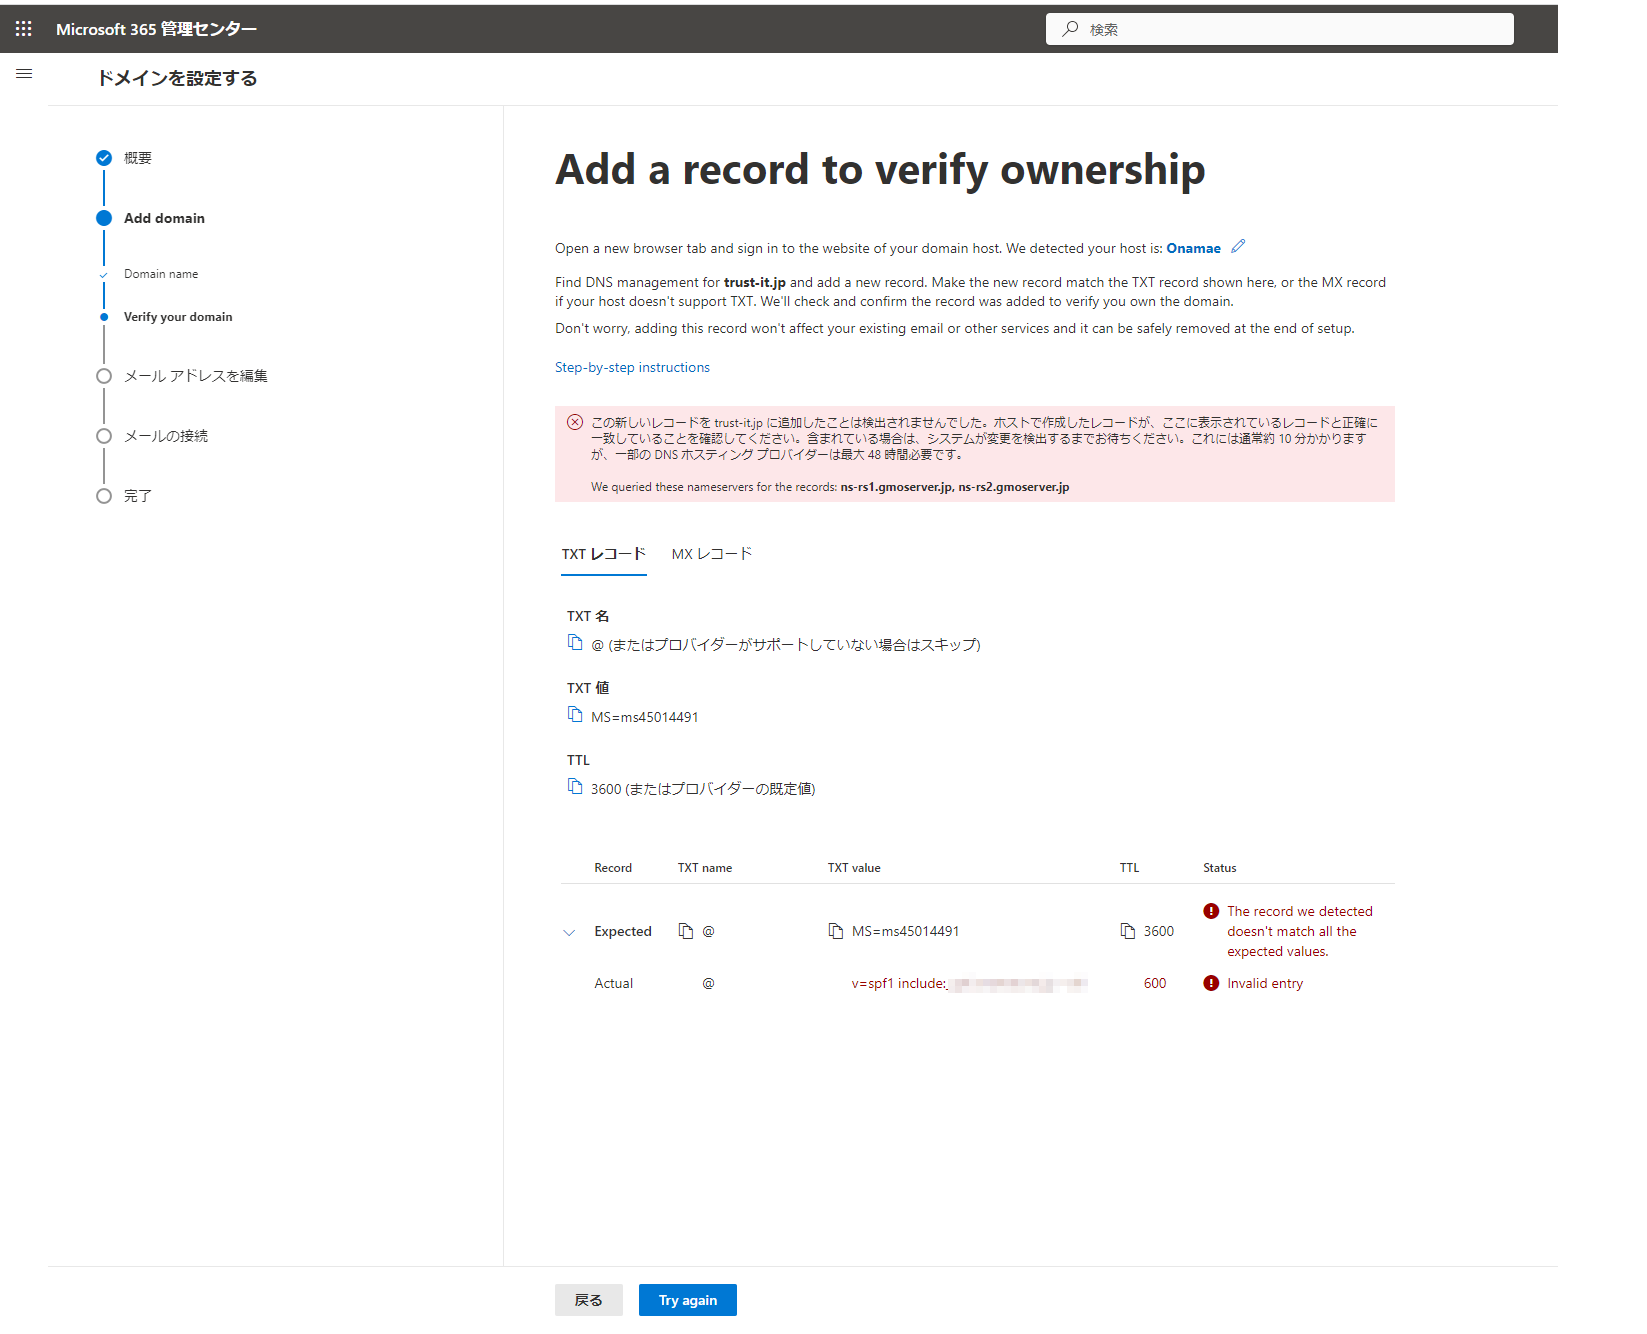 Microsoft 365 管理センター
検索
ドメインを設定する
概要
Add domain
Domain name
Verify your domain
メール アドレスを編集
メールの接続
完了
Add a record to verify ownership
Open a new browser tab and sign in to the website of your domain host. We detected your host is: Onamae
Find DNS management for trust-it.jp and add a new record. Make the new record match the TXT record shown here, or the MX record
if your host doesn't support TXT. We'll check and confirm the record was added to verify you own the domain.
Don't worry, adding this record won't affect your existing email or other services and it can be safely removed at the end of setup.
Step-by-step instructions
この新しいレコードを trust-it.jp に追加したことは検出されませんでした。ホストで作成したレコードが、ここに表示されているレコードと正確に
一致していることを確認してください。含まれている場合は、システムが変更を検出するまでお待ちください。これには通常約 10 分かかります
が、一部の DNS ホスティング プロバイダーは最大 48 時間必要です。
We queried these nameservers for the records: ns-rs1.gmoserver.jp, ns-rs2.gmoserver.jp
TXT レコード MX レコード
TXT 名
@ (またはプロバイダーがサポートしていない場合はスキップ)
TXT 値
MS=ms45014491
TTL
3600 (またはプロバイダーの既定値)
Record TXT name TXT value TTL Status
Expected @ MS=ms45014491 3600 The record we detected
doesn't match all the
expected values.
Actual @ v=spf1 include: 600 Invalid entry
戻る Try again